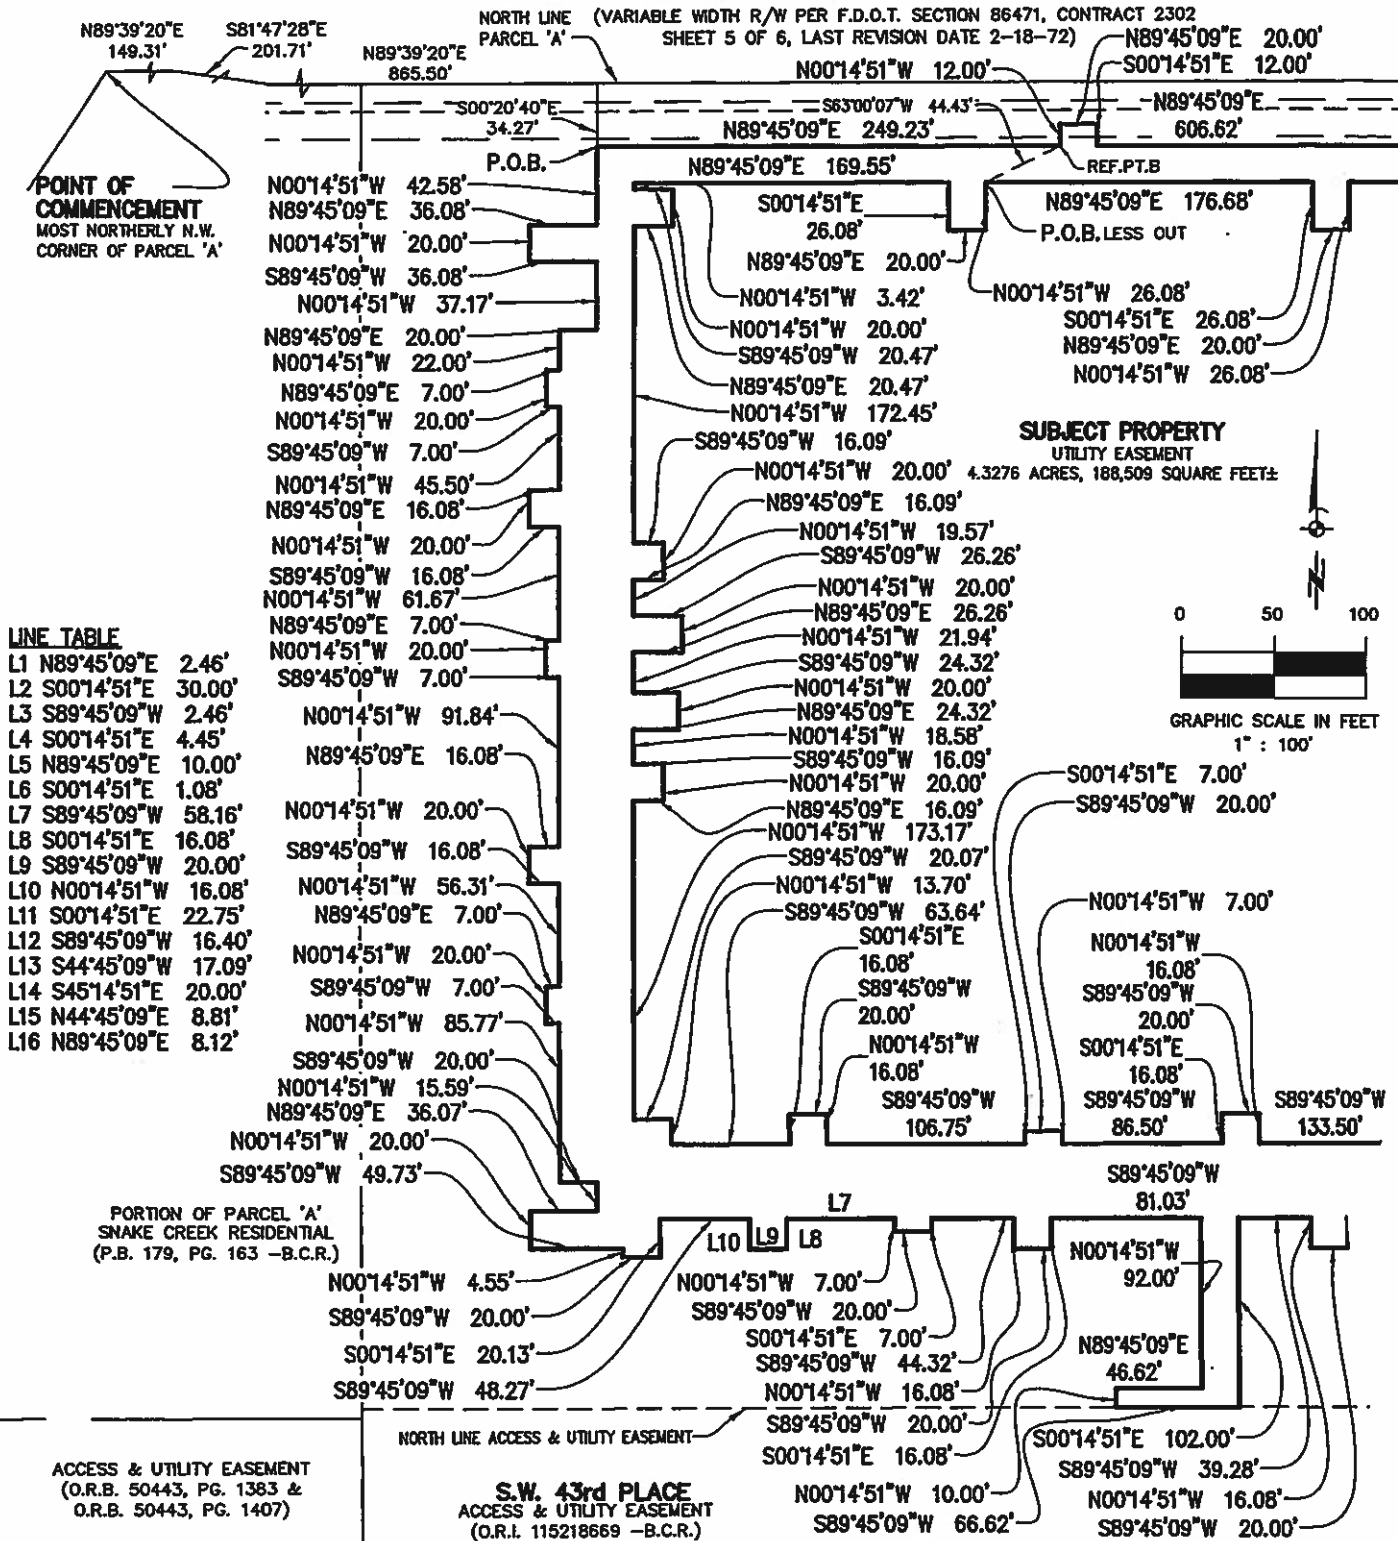 N89°39'20"E
149.31'
S81°47'28"E
201.71'
N89°39'20"E
865.50'
NORTH LINE
PARCEL 'A'
(VARIABLE WIDTH R/W PER F.D.O.T. SECTION 86471, CONTRACT 2302
SHEET 5 OF 6, LAST REVISION DATE 2-18-72)
N89°45'09"E 20.00'
N00°14'51"W 12.00'
S00°14'51"E 12.00'
S00°20'40"E
34.27'
S63°00'07"W 44.43'
N89°45'09"E
606.62'
N89°45'09"E 249.23'
P.O.B.
N89°45'09"E 169.55'
REF.PT.B
POINT OF
COMMENCEMENT
MOST NORTHERLY N.W.
CORNER OF PARCEL 'A'
N00°14'51"W 42.58'
N89°45'09"E 36.08'
N00°14'51"W 20.00'
S89°45'09"W 36.08'
N00°14'51"W 37.17'
N89°45'09"E 20.00'
N00°14'51"W 22.00'
N89°45'09"E 7.00'
N00°14'51"W 20.00'
S89°45'09"W 7.00'
N00°14'51"W 45.50'
N89°45'09"E 16.08'
N00°14'51"W 20.00'
S89°45'09"W 16.08'
N00°14'51"W 61.67'
N89°45'09"E 7.00'
N00°14'51"W 20.00'
S89°45'09"W 7.00'
N00°14'51"W 91.84'
N89°45'09"E 16.08'
N00°14'51"W 20.00'
S89°45'09"W 16.08'
N00°14'51"W 56.31'
N89°45'09"E 7.00'
N00°14'51"W 20.00'
S89°45'09"W 7.00'
N00°14'51"W 85.77'
S89°45'09"W 20.00'
N00°14'51"W 15.59'
N89°45'09"E 36.07'
N00°14'51"W 20.00'
S89°45'09"W 49.73'
S00°14'51"E
26.08'
N89°45'09"E 20.00'
N89°45'09"E 176.68'
P.O.B. LESS OUT
N00°14'51"W 3.42'
N00°14'51"W 20.00'
S89°45'09"W 20.47'
N89°45'09"E 20.47'
N00°14'51"W 172.45'
S89°45'09"W 16.09'
N00°14'51"W 26.08'
S00°14'51"E 26.08'
N89°45'09"E 20.00'
N00°14'51"W 26.08'
SUBJECT PROPERTY
UTILITY EASEMENT
4.3276 ACRES, 188,509 SQUARE FEET±
N00°14'51"W 20.00'
N89°45'09"E 16.09'
N00°14'51"W 19.57'
S89°45'09"W 26.26'
N00°14'51"W 20.00'
N89°45'09"E 26.26'
N00°14'51"W 21.94'
S89°45'09"W 24.32'
N00°14'51"W 20.00'
N89°45'09"E 24.32'
N00°14'51"W 18.58'
S89°45'09"W 16.09'
N00°14'51"W 20.00'
N89°45'09"E 16.09'
N00°14'51"W 173.17'
S89°45'09"W 20.07'
N00°14'51"W 13.70'
S89°45'09"W 63.64'
N
0 50 100
GRAPHIC SCALE IN FEET
1" : 100'
LINE TABLE
L1 N89°45'09"E 2.46'
L2 S00°14'51"E 30.00'
L3 S89°45'09"W 2.46'
L4 S00°14'51"E 4.45'
L5 N89°45'09"E 10.00'
L6 S00°14'51"E 1.08'
L7 S89°45'09"W 58.16'
L8 S00°14'51"E 16.08'
L9 S89°45'09"W 20.00'
L10 N00°14'51"W 16.08'
L11 S00°14'51"E 22.75'
L12 S89°45'09"W 16.40'
L13 S44°45'09"W 17.09'
L14 S45°14'51"E 20.00'
L15 N44°45'09"E 8.81'
L16 N89°45'09"E 8.12'
S00°14'51"E 7.00'
S89°45'09"W 20.00'
N00°14'51"W 7.00'
S00°14'51"E
16.08'
S89°45'09"W
20.00'
N00°14'51"W
16.08'
S89°45'09"W
106.75'
N00°14'51"W
16.08'
S89°45'09"W
20.00'
S00°14'51"E
16.08'
S89°45'09"W
86.50'
S89°45'09"W
133.50'
S89°45'09"W
81.03'
L7
L10 L9 L8
PORTION OF PARCEL 'A'
SNAKE CREEK RESIDENTIAL
(P.B. 179, PG. 163 –B.C.R.)
N00°14'51"W 4.55'
S89°45'09"W 20.00'
S00°14'51"E 20.13'
S89°45'09"W 48.27'
N00°14'51"W 7.00'
S89°45'09"W 20.00'
S00°14'51"E 7.00'
S89°45'09"W 44.32'
N00°14'51"W 16.08'
S89°45'09"W 20.00'
S00°14'51"E 16.08'
N00°14'51"W
92.00'
N89°45'09"E
46.62'
N00°14'51"W 10.00'
S89°45'09"W 66.62'
S00°14'51"E 102.00'
S89°45'09"W 39.28'
N00°14'51"W 16.08'
S89°45'09"W 20.00'
NORTH LINE ACCESS & UTILITY EASEMENT
ACCESS & UTILITY EASEMENT
(O.R.B. 50443, PG. 1383 &
O.R.B. 50443, PG. 1407)
S.W. 43rd PLACE
ACCESS & UTILITY EASEMENT
(O.R.I. 115218669 –B.C.R.)